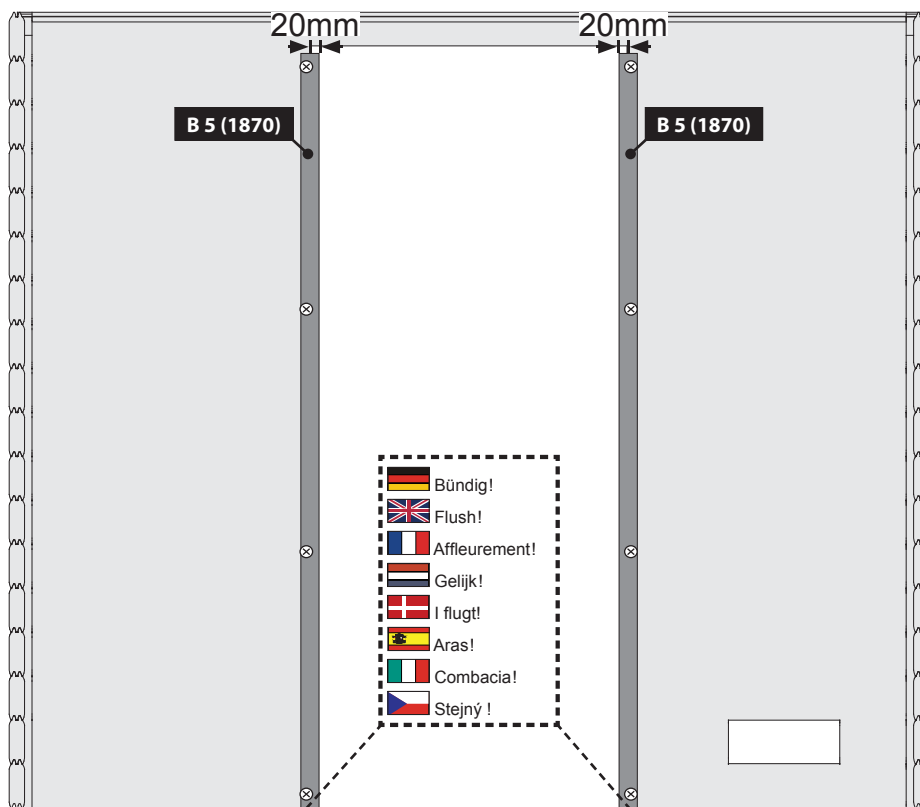 20mm 20mm
B 5 (1870) B 5 (1870)
Bündig!
Flush!
Affleurement!
Gelijk!
I flugt!
Aras!
Combacia!
Stejný !